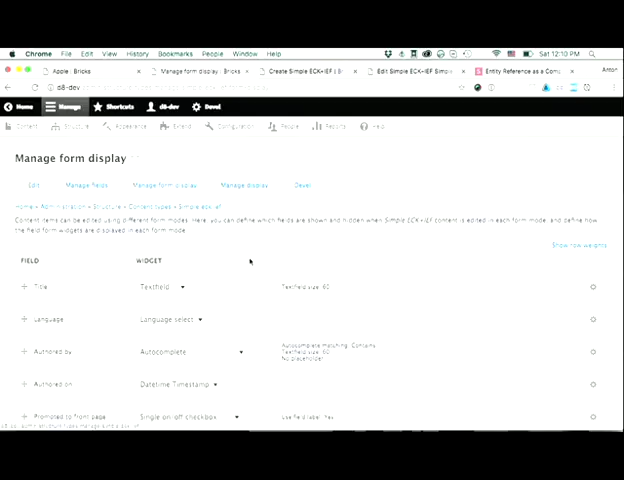 Chrome File Edit View History Bookmarks People Window Help Sat 12:10 PM
Apple : Bricks Manage form display : Bricks Create Simple ECK+IEF | B Edit Simple ECK+IEF Simp Entity Reference as a Com Anton
d8-dev
Home Manage Shortcuts d8-dev Devel
Content Structure Appearance Extend Configuration People Reports Help
Manage form display
Edit Manage fields Manage form display Manage display Devel
Home » Administration » Structure » Content types » Simple eck ief
Content items can be edited using different form modes. Here, you can define which fields are shown and hidden when Simple ECK+IEF content is edited in each form mode, and define how
the field form widgets are displayed in each form mode.
Show row weights
FIELD WIDGET
Title Textfield Textfield size: 60
Language Language select
Authored by Autocomplete Autocomplete matching: Contains
Textfield size: 60
No placeholder
Authored on Datetime Timestamp
Promoted to front page Single on/off checkbox Use field label: Yes